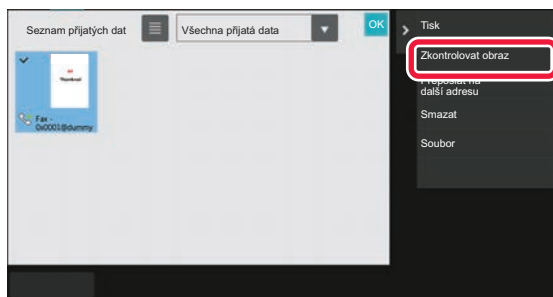 Seznam přijatých dat
Všechna přijatá data
OK
Thumbnail
Fax -
0x0001@dummy
Tisk
Zkontrolovat obraz
Přeposlat na
další adresu
Smazat
Soubor